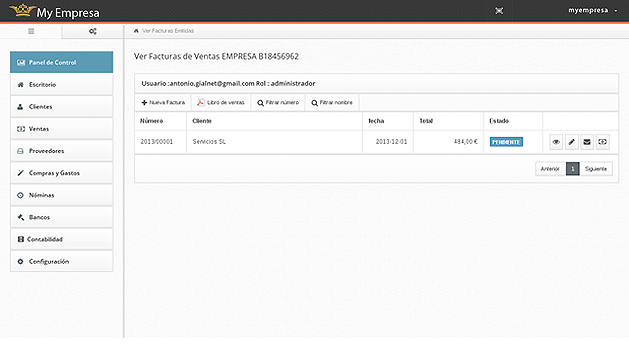 My Empresa
myempresa
Ver Facturas Emitidas
Panel de Control
Escritorio
Clientes
Ventas
Proveedores
Compras y Gastos
Nóminas
Bancos
Contabilidad
Configuración
Ver Facturas de Ventas EMPRESA B18456962
Usuario :antonio.gialnet@gmail.com Rol : administrador
Nueva Factura Libro de ventas Filtrar número Filtrar nombre
Número Cliente fecha Total Estado
2013/00001 Servicios SL 2013-12-01 484,00 € PENDIENTE
Anterior 1 Siguiente